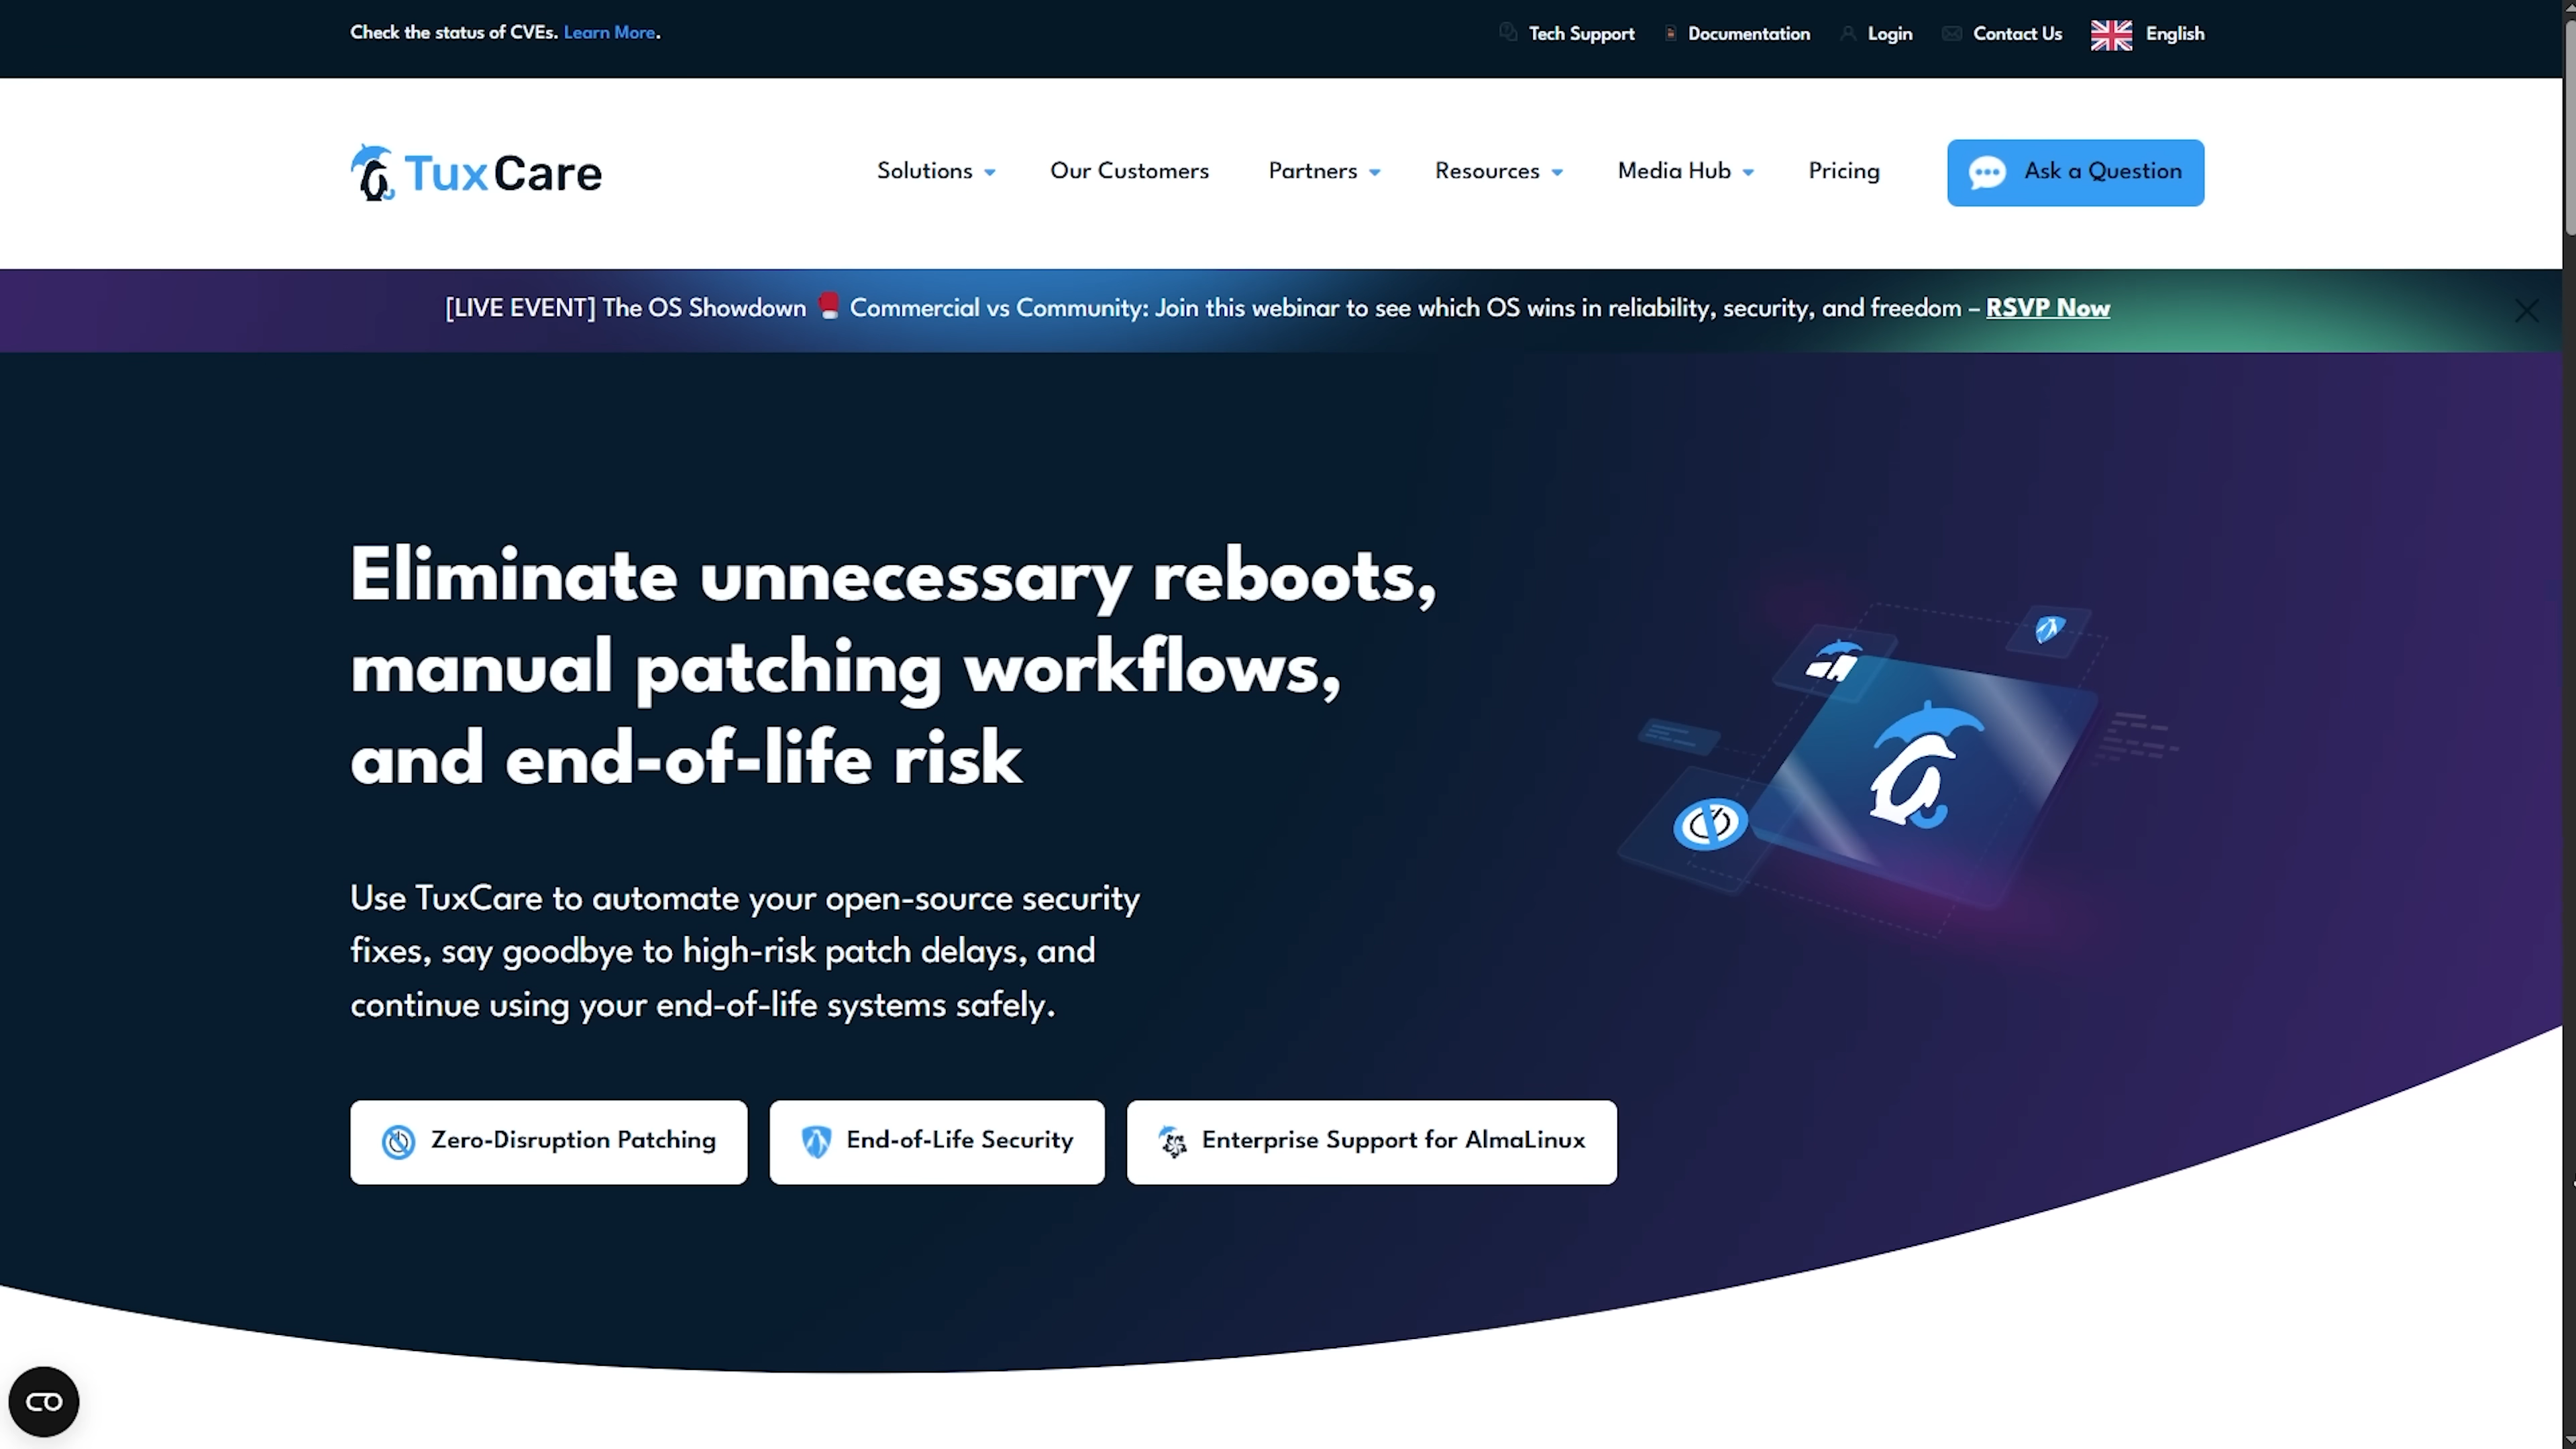 Check the status of CVEs. Learn More.
Tech Support Documentation Login Contact Us English
TuxCare
Solutions Our Customers Partners Resources Media Hub Pricing Ask a Question
[LIVE EVENT] The OS Showdown 🥊 Commercial vs Community: Join this webinar to see which OS wins in reliability, security, and freedom – RSVP Now
Eliminate unnecessary reboots,
manual patching workflows,
and end-of-life risk
Use TuxCare to automate your open-source security
fixes, say goodbye to high-risk patch delays, and
continue using your end-of-life systems safely.
Zero-Disruption Patching End-of-Life Security Enterprise Support for AlmaLinux